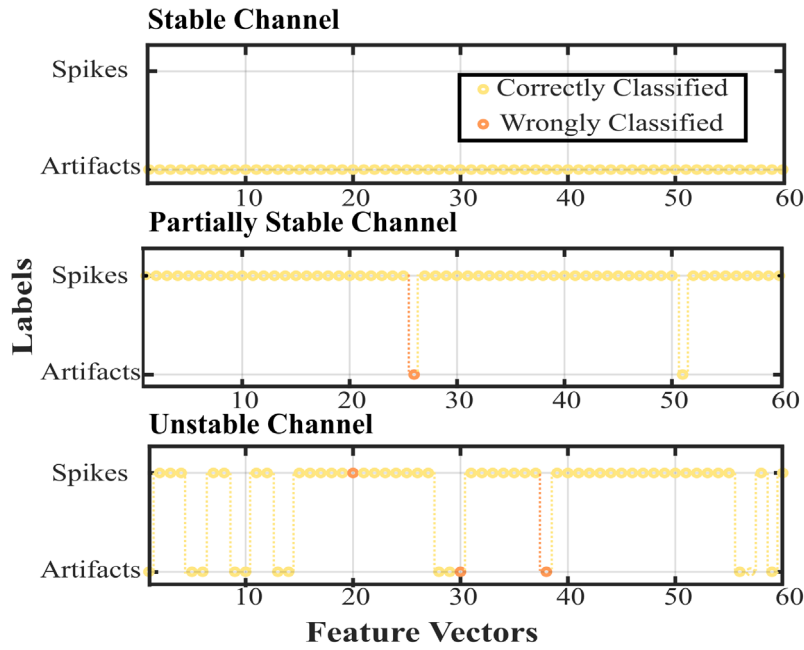 Stable Channel
Spikes
Correctly Classified
Wrongly Classified
Artifacts
10 20 30 40 50 60
Partially Stable Channel
Spikes
Labels
Artifacts
10 20 30 40 50 60
Unstable Channel
Spikes
Artifacts
10 20 30 40 50 60
Feature Vectors